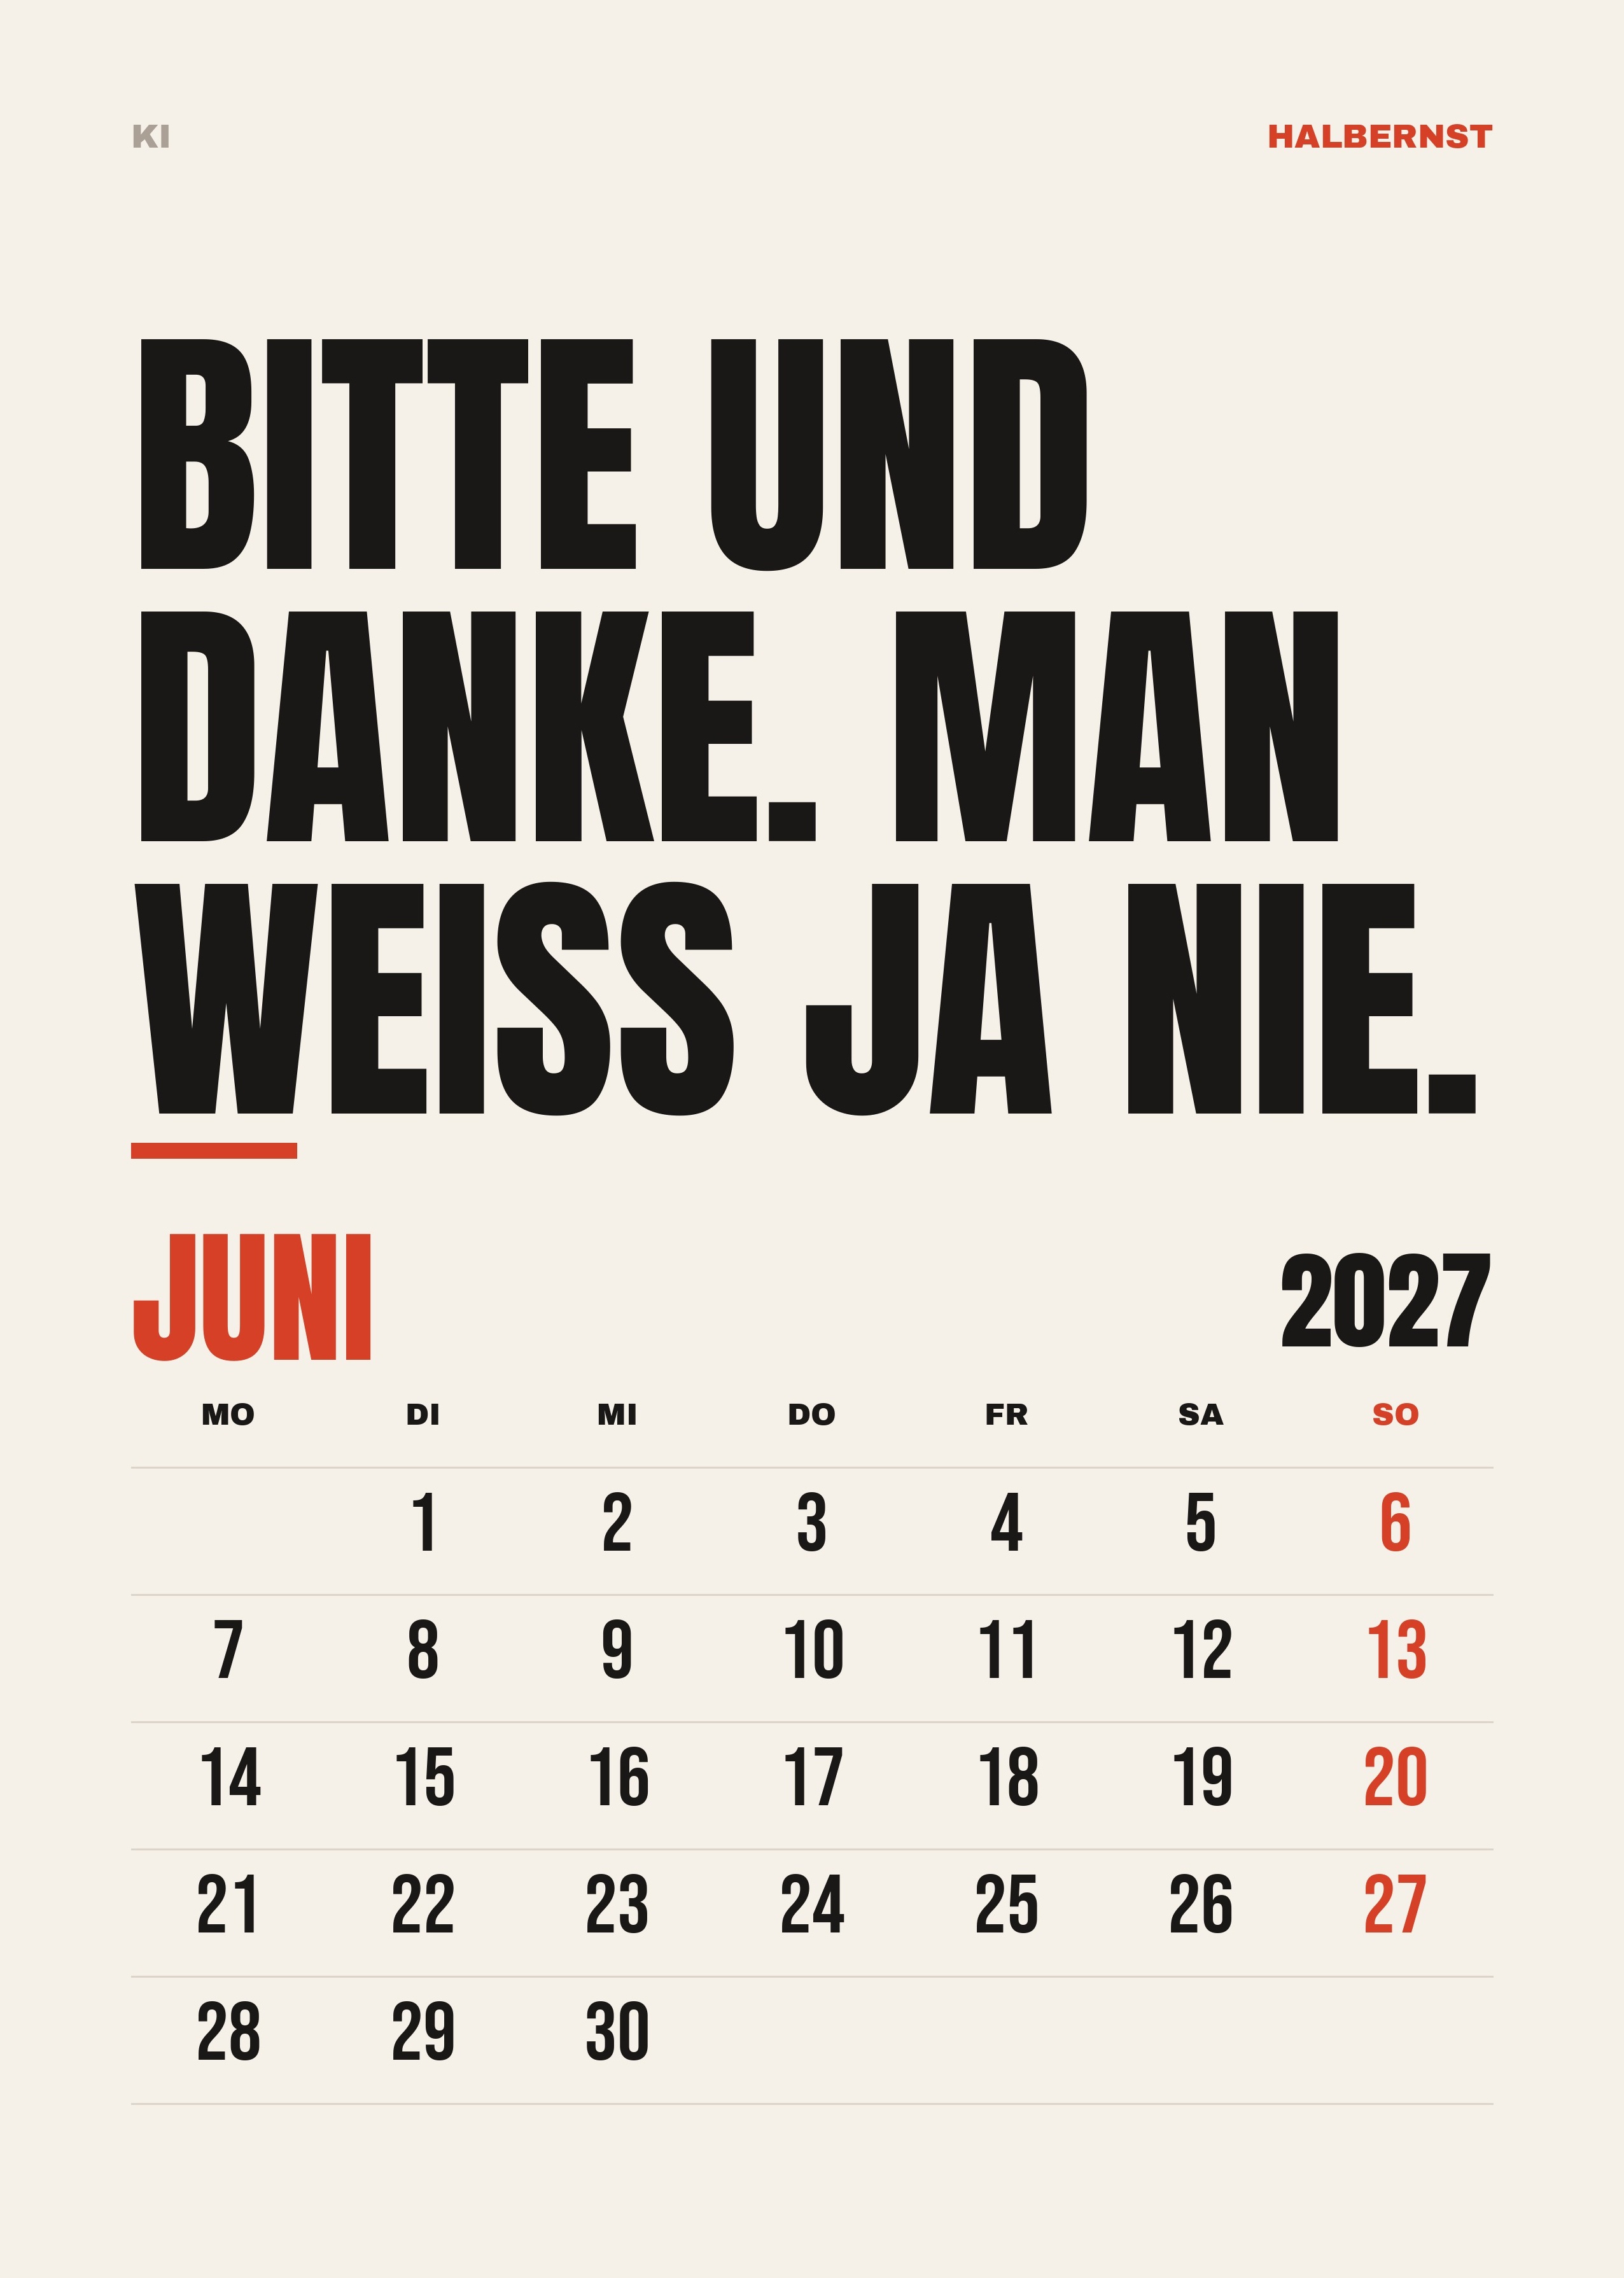 KI HALBERNST
BITTE UND
DANKE. MAN
WEISS JA NIE.
JUNI 2027
MO DI MI DO FR SA SO
1 2 3 4 5 6
7 8 9 10 11 12 13
14 15 16 17 18 19 20
21 22 23 24 25 26 27
28 29 30